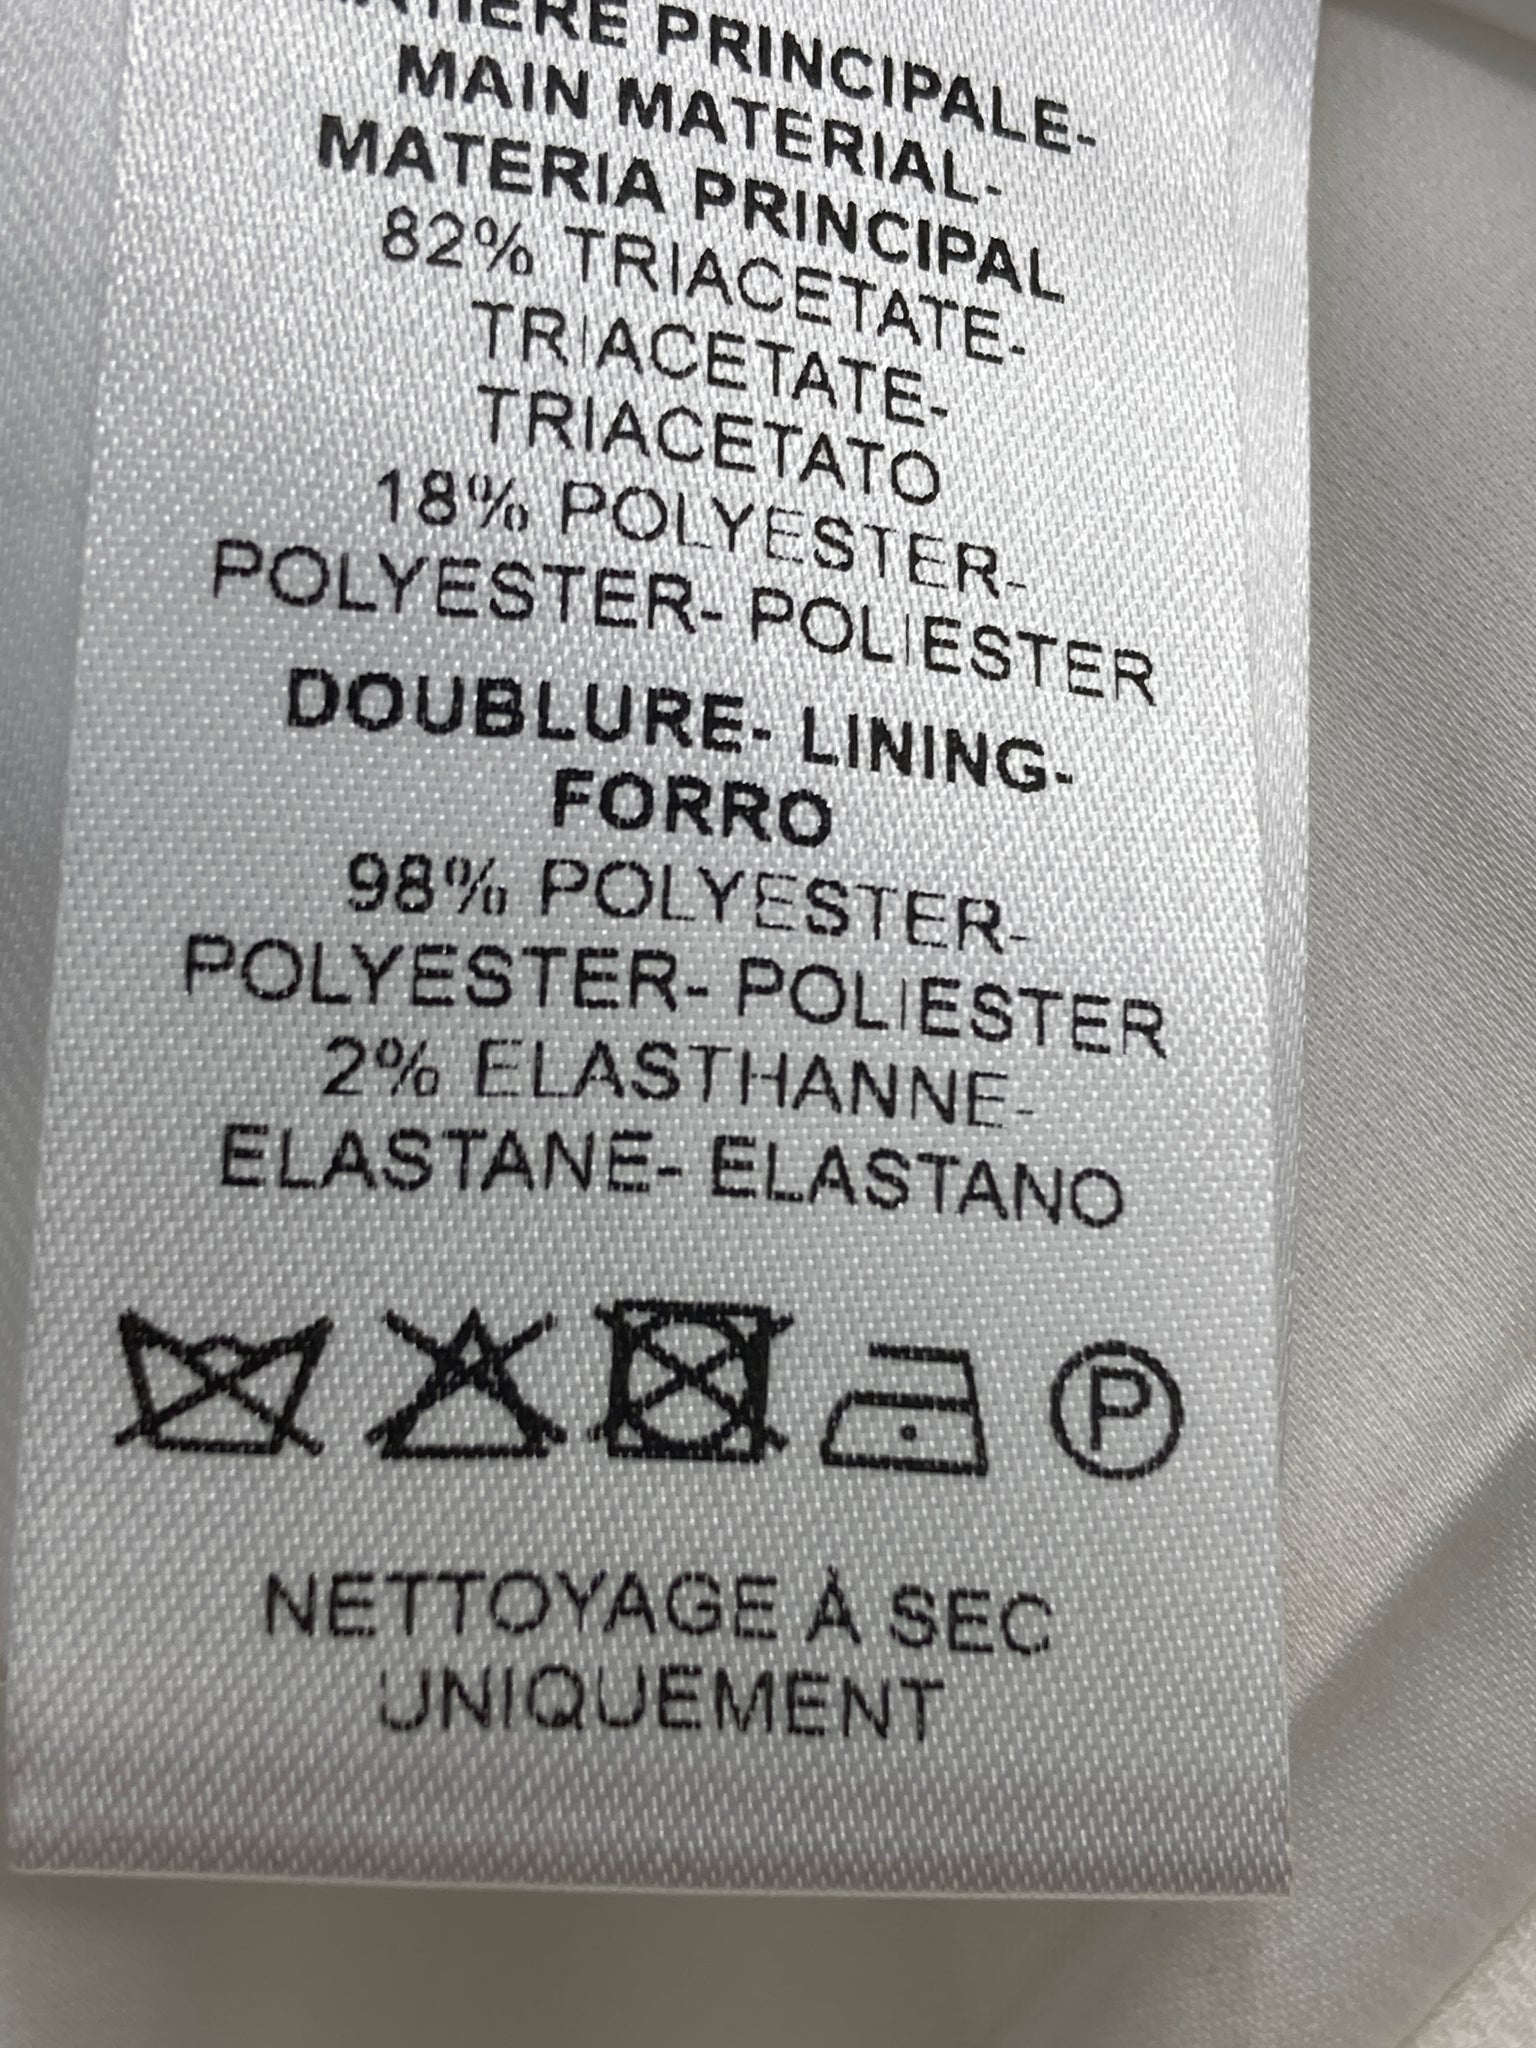 MATIÈRE PRINCIPALE-
MAIN MATERIAL-
MATERIA PRINCIPAL
82% TRIACETATE-
TRIACETATE-
TRIACETATO
18% POLYESTER-
POLYESTER- POLIESTER
DOUBLURE- LINING-
FORRO
98% POLYESTER-
POLYESTER- POLIESTER
2% ELASTHANNE-
ELASTANE- ELASTANO
P
NETTOYAGE À SEC
UNIQUEMENT